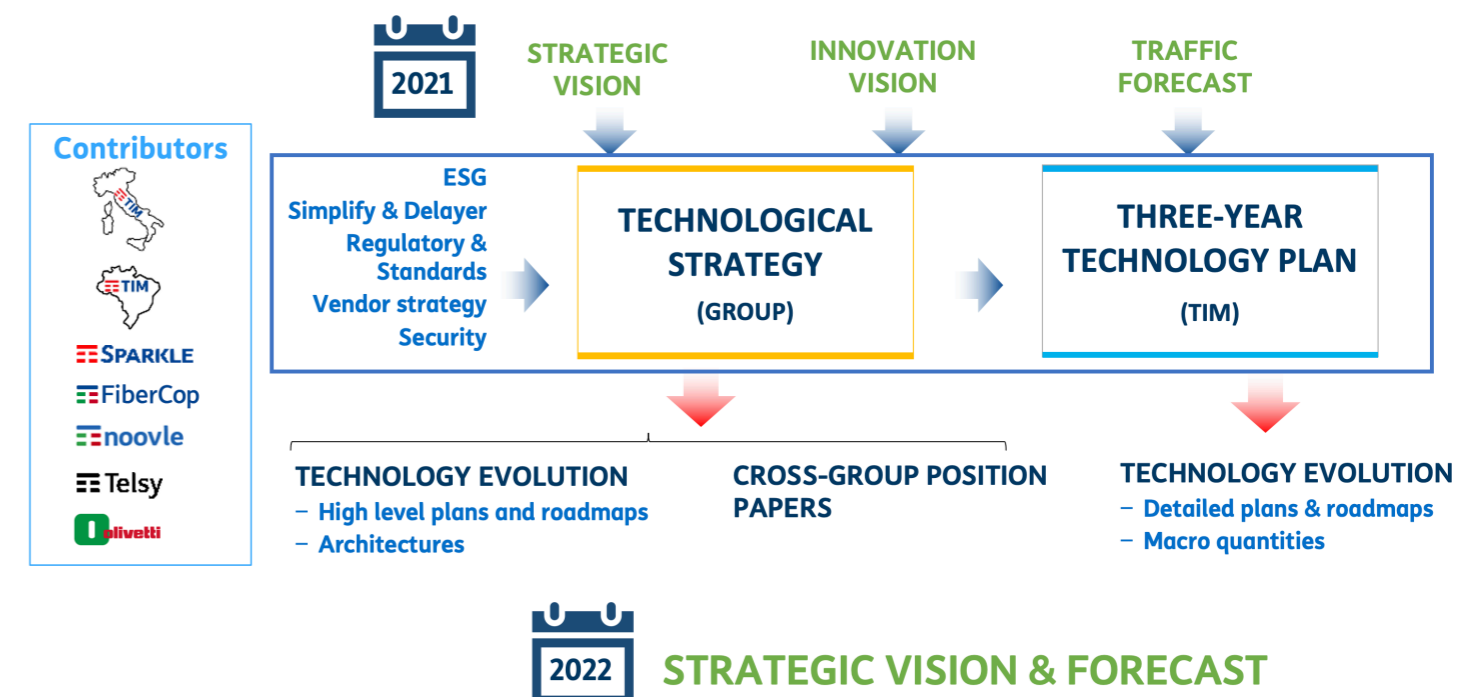 2021
STRATEGIC
VISION
INNOVATION
VISION
TRAFFIC
FORECAST
Contributors
TIM
TIM
SPARKLE
FiberCop
noovle
Telsy
olivetti
ESG
Simplify & Delayer
Regulatory &
Standards
Vendor strategy
Security
TECHNOLOGICAL
STRATEGY
(GROUP)
THREE-YEAR
TECHNOLOGY PLAN
(TIM)
TECHNOLOGY EVOLUTION
– High level plans and roadmaps
– Architectures
CROSS-GROUP POSITION
PAPERS
TECHNOLOGY EVOLUTION
– Detailed plans & roadmaps
– Macro quantities
2022
STRATEGIC VISION & FORECAST